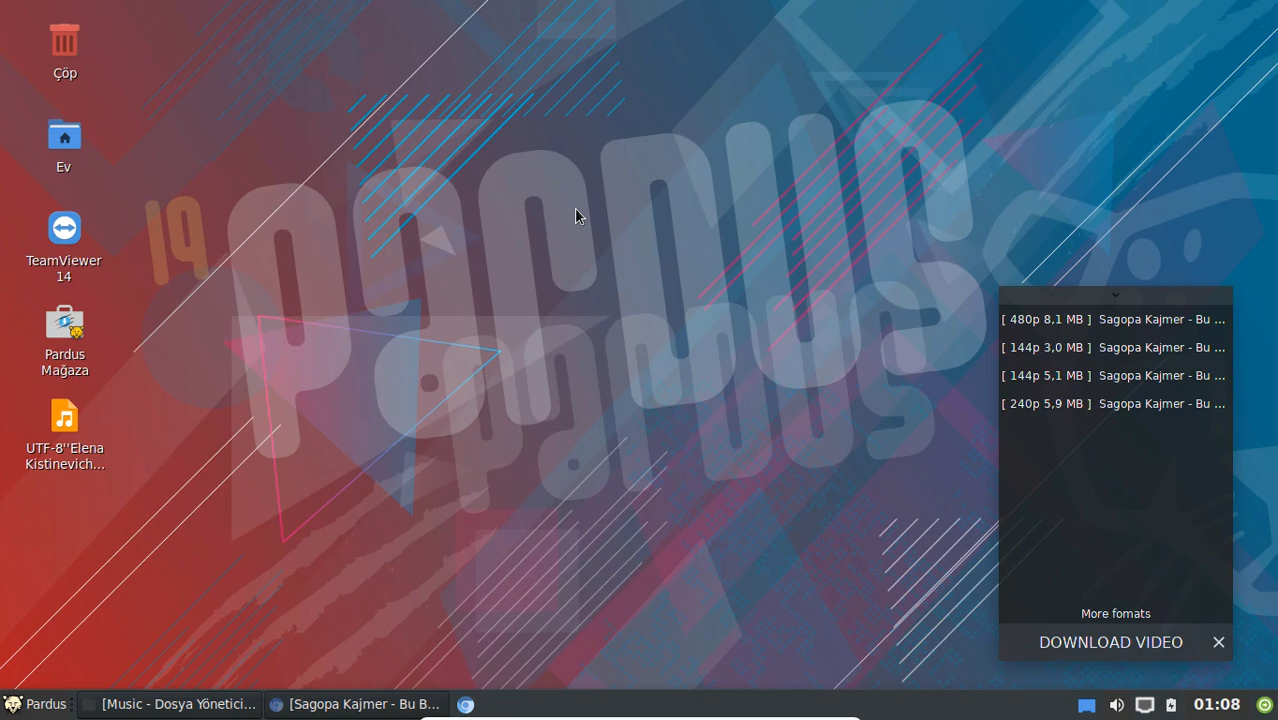 Çöp
Ev
TeamViewer
14
Pardus
Mağaza
UTF-8''Elena
Kistinevich...
19
pardus
pardus
[ 480p 8,1 MB ] Sagopa Kajmer - Bu ...
[ 144p 3,0 MB ] Sagopa Kajmer - Bu ...
[ 144p 5,1 MB ] Sagopa Kajmer - Bu ...
[ 240p 5,9 MB ] Sagopa Kajmer - Bu ...
More fomats
DOWNLOAD VIDEO
Pardus
[Music - Dosya Yönetici...
[Sagopa Kajmer - Bu B...
01:08